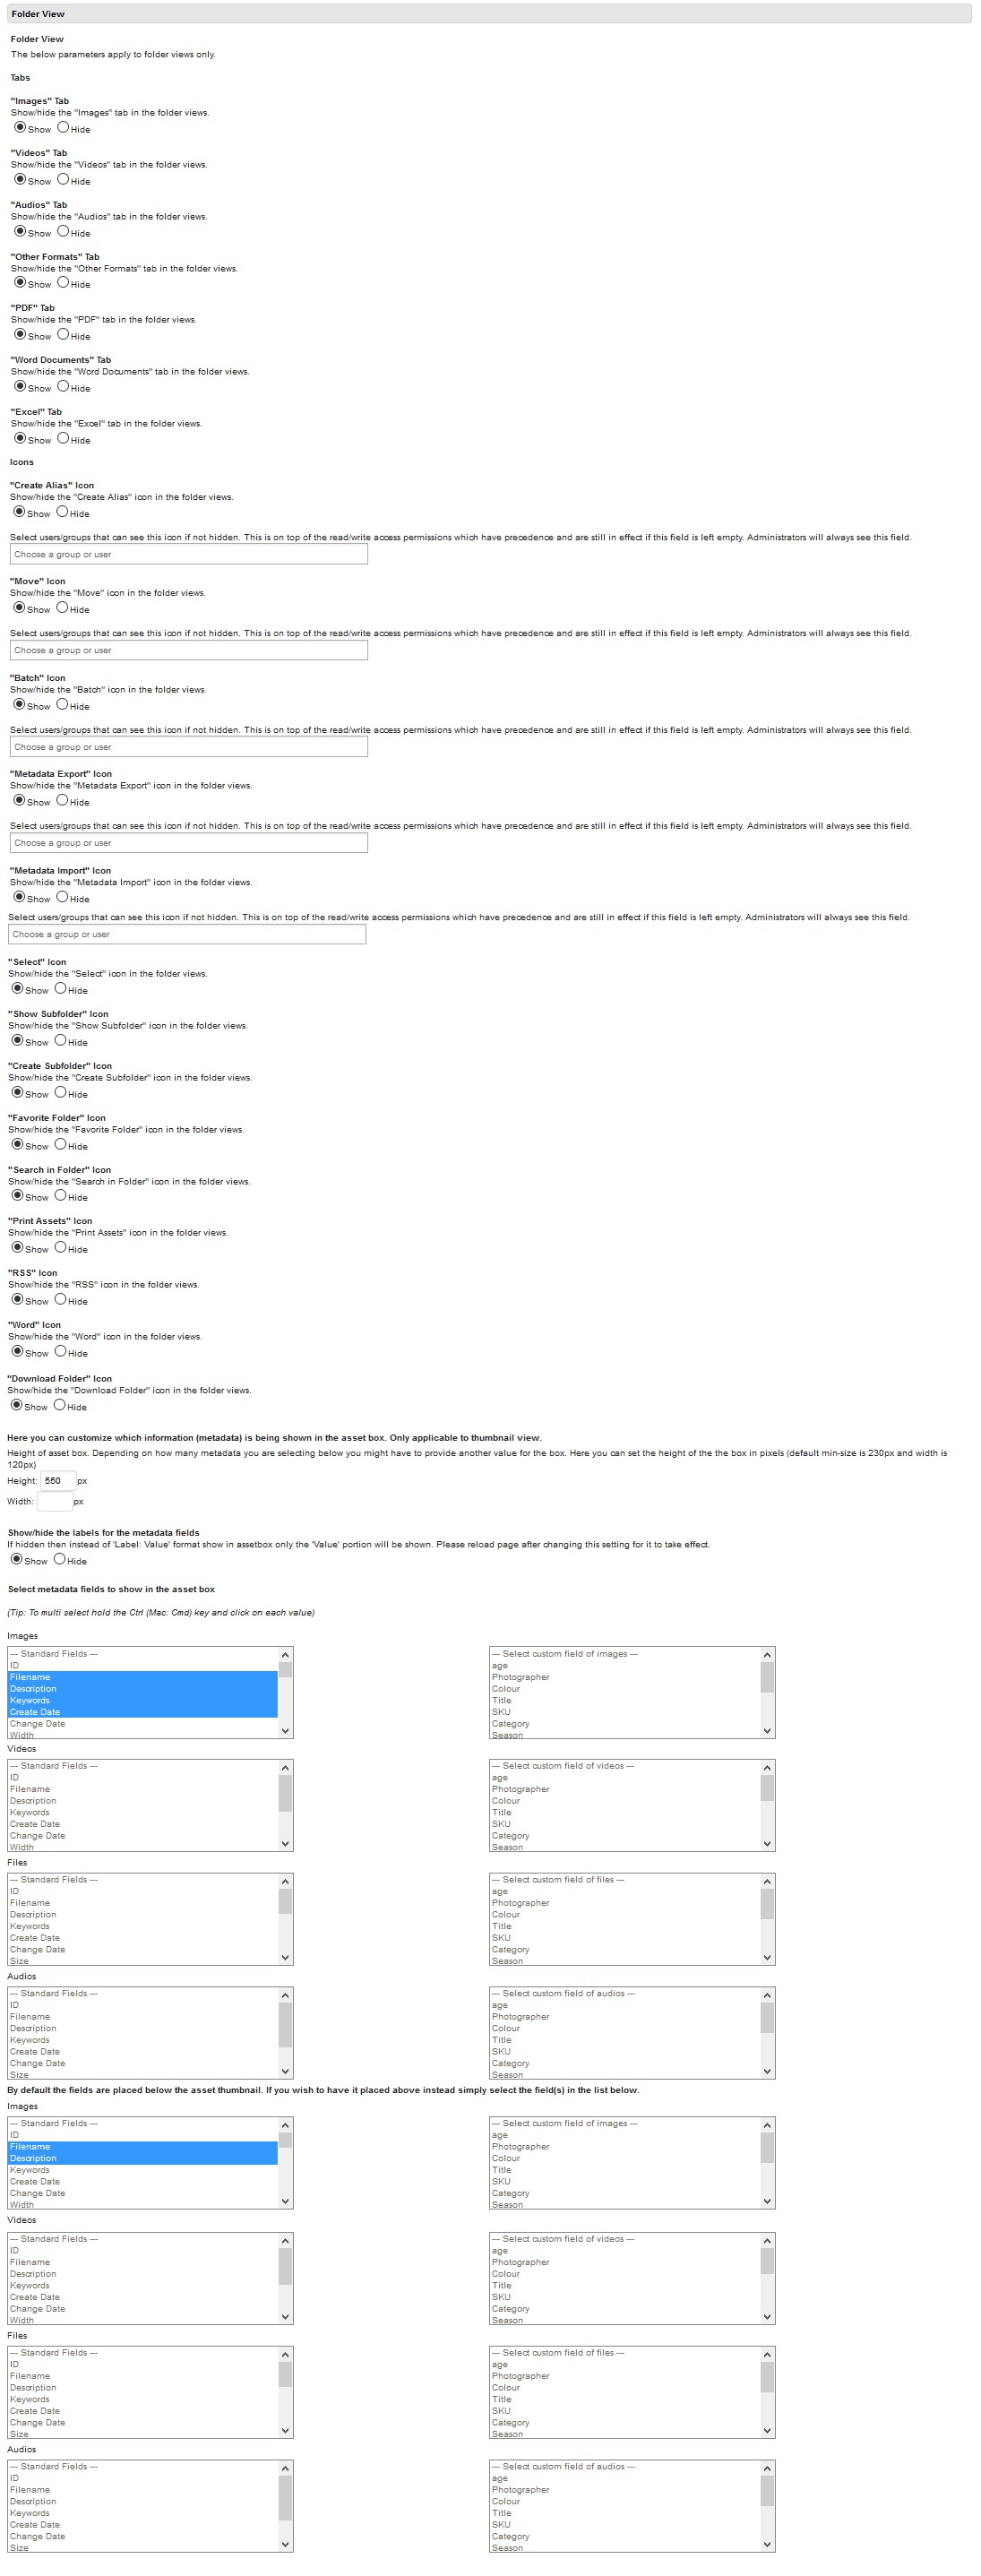 Folder View
Folder View
The below parameters apply to folder views only.
Tabs
"Images" Tab
Show/hide the "Images" tab in the folder views.
Show Hide
"Videos" Tab
Show/hide the "Videos" tab in the folder views.
Show Hide
"Audios" Tab
Show/hide the "Audios" tab in the folder views.
Show Hide
"Other Formats" Tab
Show/hide the "Other Formats" tab in the folder views.
Show Hide
"PDF" Tab
Show/hide the "PDF" tab in the folder views.
Show Hide
"Word Documents" Tab
Show/hide the "Word Documents" tab in the folder views.
Show Hide
"Excel" Tab
Show/hide the "Excel" tab in the folder views.
Show Hide
Icons
"Create Alias" Icon
Show/hide the "Create Alias" icon in the folder views.
Show Hide
Select users/groups that can see this icon if not hidden. This is on top of the read/write access permissions which have precedence and are still in effect if this field is left empty. Administrators will always see this field.
Choose a group or user
"Move" Icon
Show/hide the "Move" icon in the folder views.
Show Hide
Select users/groups that can see this icon if not hidden. This is on top of the read/write access permissions which have precedence and are still in effect if this field is left empty. Administrators will always see this field.
Choose a group or user
"Batch" Icon
Show/hide the "Batch" icon in the folder views.
Show Hide
Select users/groups that can see this icon if not hidden. This is on top of the read/write access permissions which have precedence and are still in effect if this field is left empty. Administrators will always see this field.
Choose a group or user
"Metadata Export" Icon
Show/hide the "Metadata Export" icon in the folder views.
Show Hide
Select users/groups that can see this icon if not hidden. This is on top of the read/write access permissions which have precedence and are still in effect if this field is left empty. Administrators will always see this field.
Choose a group or user
"Metadata Import" Icon
Show/hide the "Metadata Import" icon in the folder views.
Show Hide
Select users/groups that can see this icon if not hidden. This is on top of the read/write access permissions which have precedence and are still in effect if this field is left empty. Administrators will always see this field.
Choose a group or user
"Select" Icon
Show/hide the "Select" icon in the folder views.
Show Hide
"Show Subfolder" Icon
Show/hide the "Show Subfolder" icon in the folder views.
Show Hide
"Create Subfolder" Icon
Show/hide the "Create Subfolder" icon in the folder views.
Show Hide
"Favorite Folder" Icon
Show/hide the "Favorite Folder" icon in the folder views.
Show Hide
"Search in Folder" Icon
Show/hide the "Search in Folder" icon in the folder views.
Show Hide
"Print Assets" Icon
Show/hide the "Print Assets" icon in the folder views.
Show Hide
"RSS" Icon
Show/hide the "RSS" icon in the folder views.
Show Hide
"Word" Icon
Show/hide the "Word" icon in the folder views.
Show Hide
"Download Folder" Icon
Show/hide the "Download Folder" icon in the folder views.
Show Hide
Here you can customize which information (metadata) is being shown in the asset box. Only applicable to thumbnail view.
Height of asset box. Depending on how many metadata you are selecting below you might have to provide another value for the box. Here you can set the height of the the box in pixels (default min-size is 230px and width is
120px)
Height: 550 px
Width: px
Show/hide the labels for the metadata fields
If hidden then instead of 'Label: Value' format show in assetbox only the 'Value' portion will be shown. Please reload page after changing this setting for it to take effect.
Show Hide
Select metadata fields to show in the asset box
(Tip: To multi select hold the Ctrl (Mac: Cmd) key and click on each value)
Images
--- Standard Fields ---
ID
Filename
Description
Keywords
Create Date
Change Date
Width
--- Select custom field of images ---
age
Photographer
Colour
Title
SKU
Category
Season
Videos
--- Standard Fields ---
ID
Filename
Description
Keywords
Create Date
Change Date
Width
--- Select custom field of videos ---
age
Photographer
Colour
Title
SKU
Category
Season
Files
--- Standard Fields ---
ID
Filename
Description
Keywords
Create Date
Change Date
Size
--- Select custom field of files ---
age
Photographer
Colour
Title
SKU
Category
Season
Audios
--- Standard Fields ---
ID
Filename
Description
Keywords
Create Date
Change Date
Size
--- Select custom field of audios ---
age
Photographer
Colour
Title
SKU
Category
Season
By default the fields are placed below the asset thumbnail. If you wish to have it placed above instead simply select the field(s) in the list below.
Images
--- Standard Fields ---
ID
Filename
Description
Keywords
Create Date
Change Date
Width
--- Select custom field of images ---
age
Photographer
Colour
Title
SKU
Category
Season
Videos
--- Standard Fields ---
ID
Filename
Description
Keywords
Create Date
Change Date
Width
--- Select custom field of videos ---
age
Photographer
Colour
Title
SKU
Category
Season
Files
--- Standard Fields ---
ID
Filename
Description
Keywords
Create Date
Change Date
Size
--- Select custom field of files ---
age
Photographer
Colour
Title
SKU
Category
Season
Audios
--- Standard Fields ---
ID
Filename
Description
Keywords
Create Date
Change Date
Size
--- Select custom field of audios ---
age
Photographer
Colour
Title
SKU
Category
Season